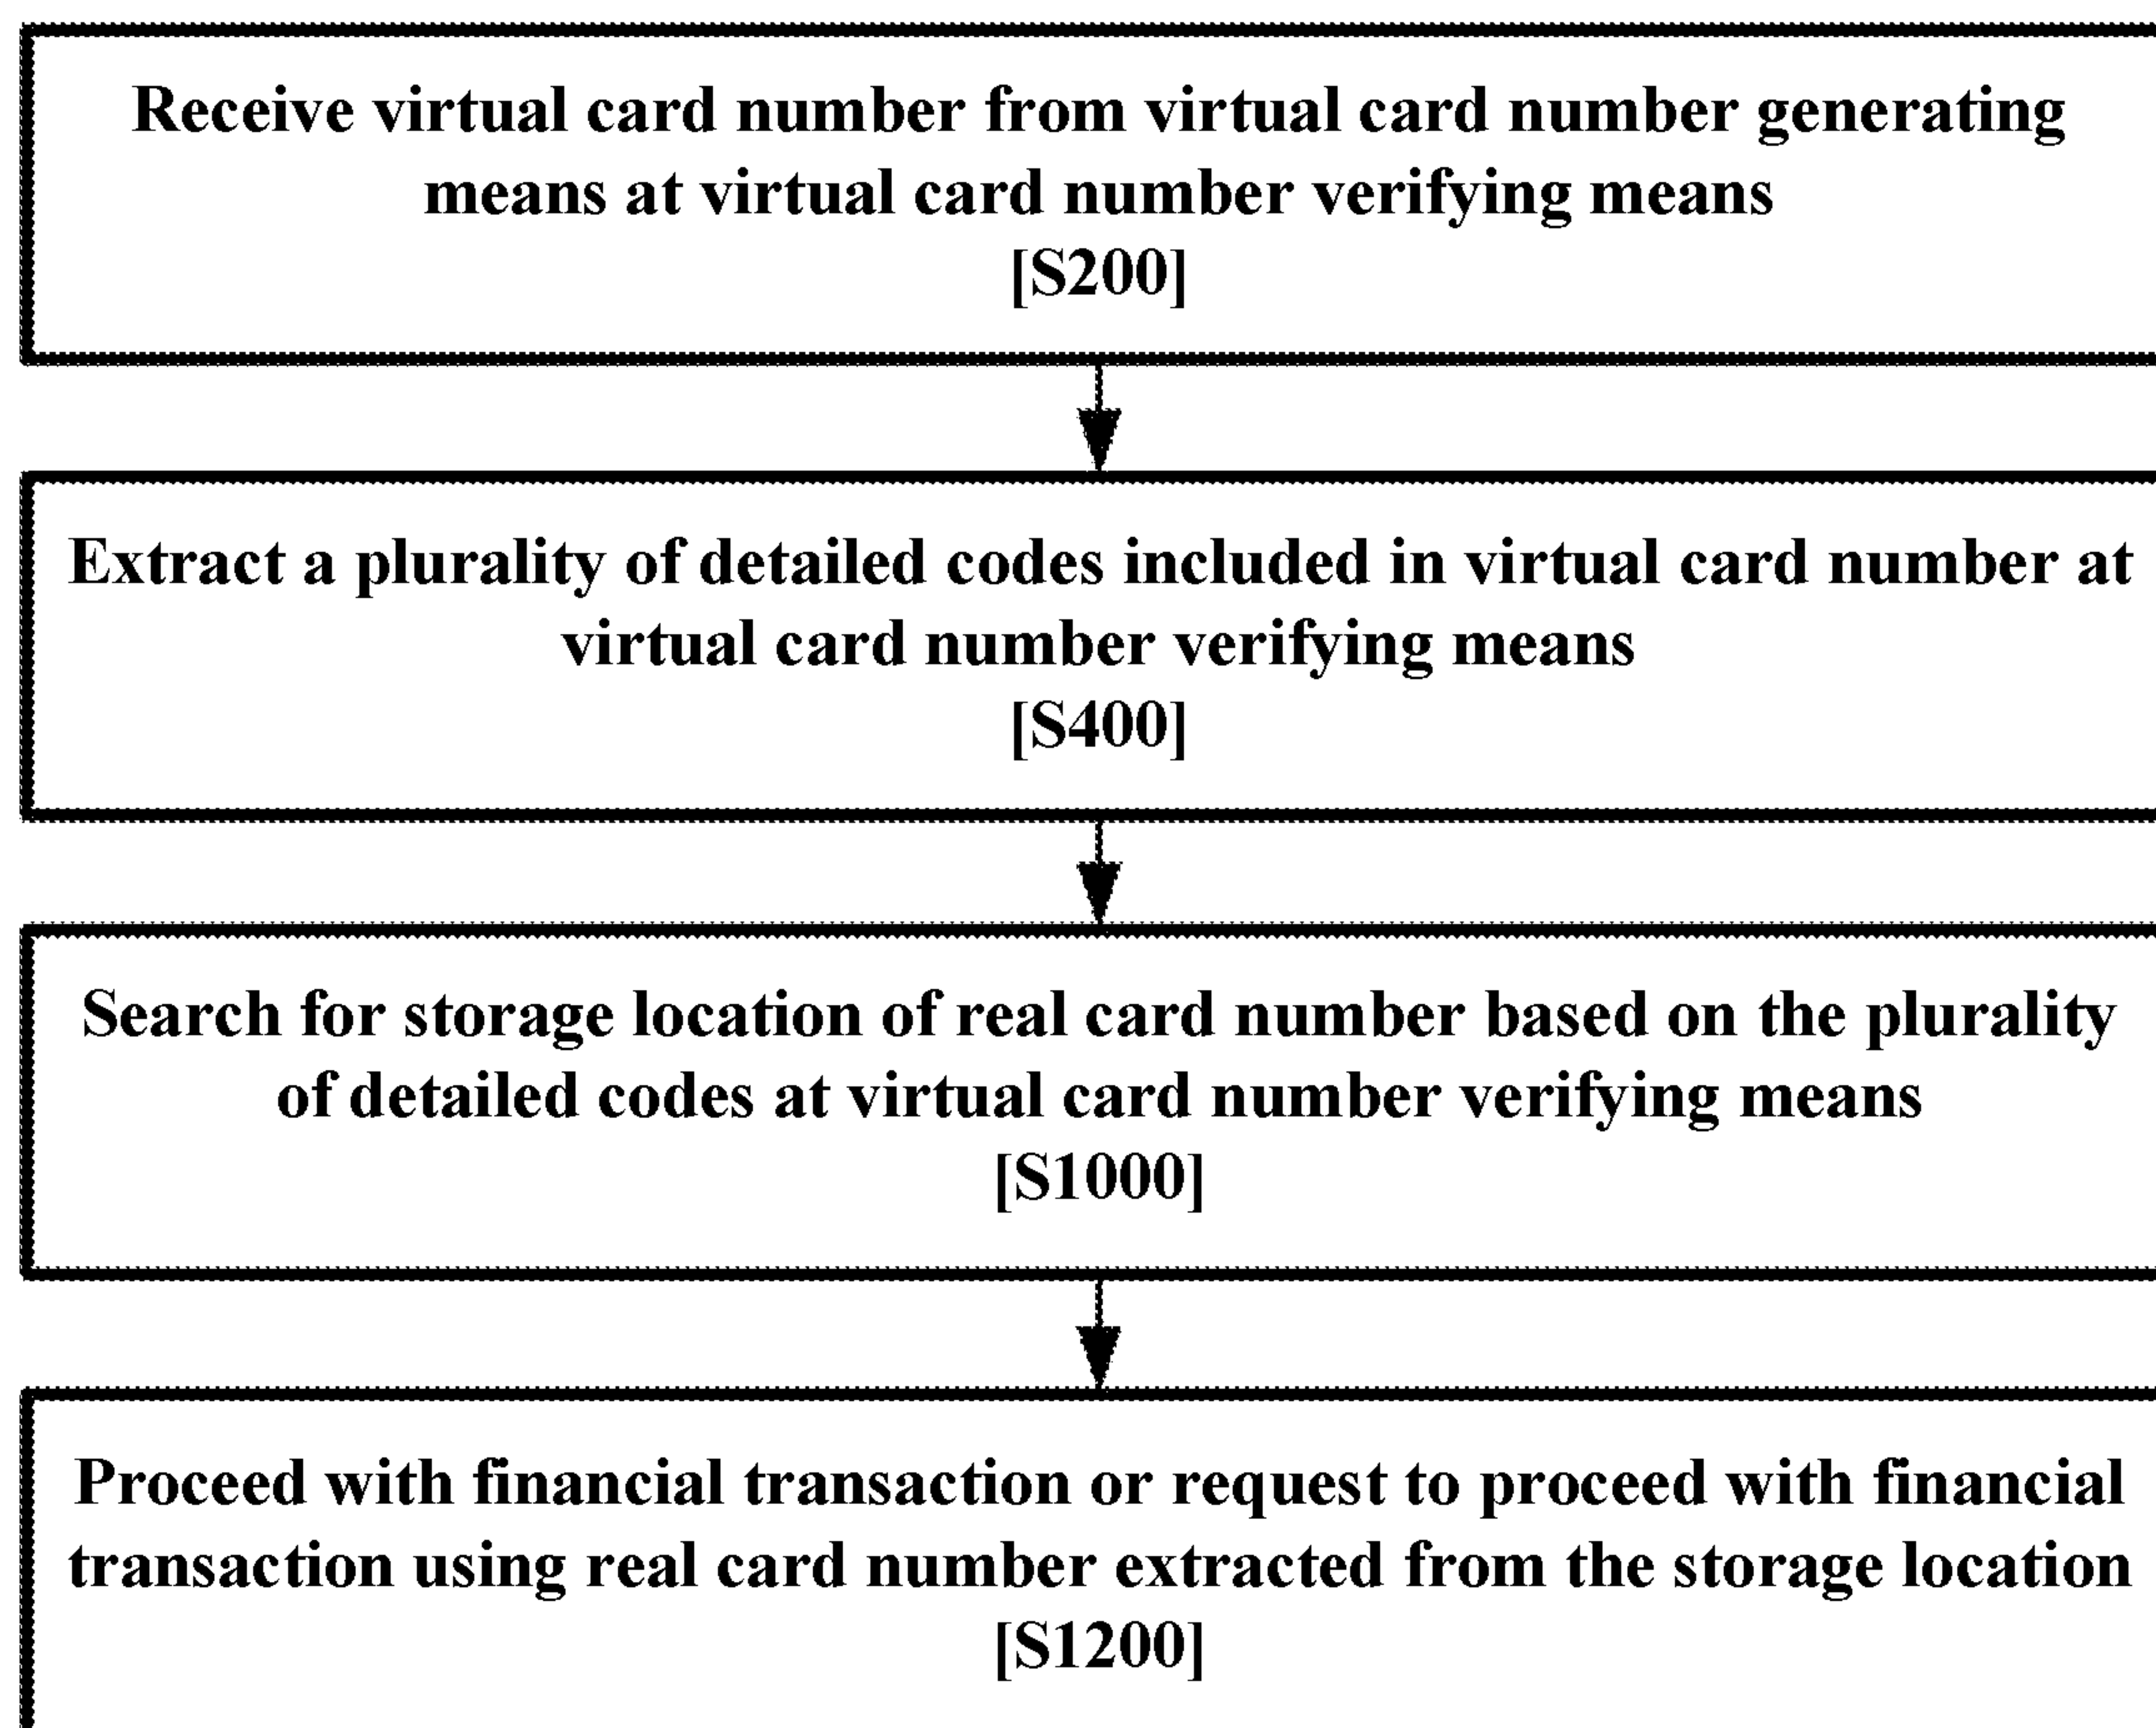 Receive virtual card number from virtual card number generating
means at virtual card number verifying means
[S200]
Extract a plurality of detailed codes included in virtual card number at
virtual card number verifying means
[S400]
Search for storage location of real card number based on the plurality
of detailed codes at virtual card number verifying means
[S1000]
Proceed with financial transaction or request to proceed with financial
transaction using real card number extracted from the storage location
[S1200]